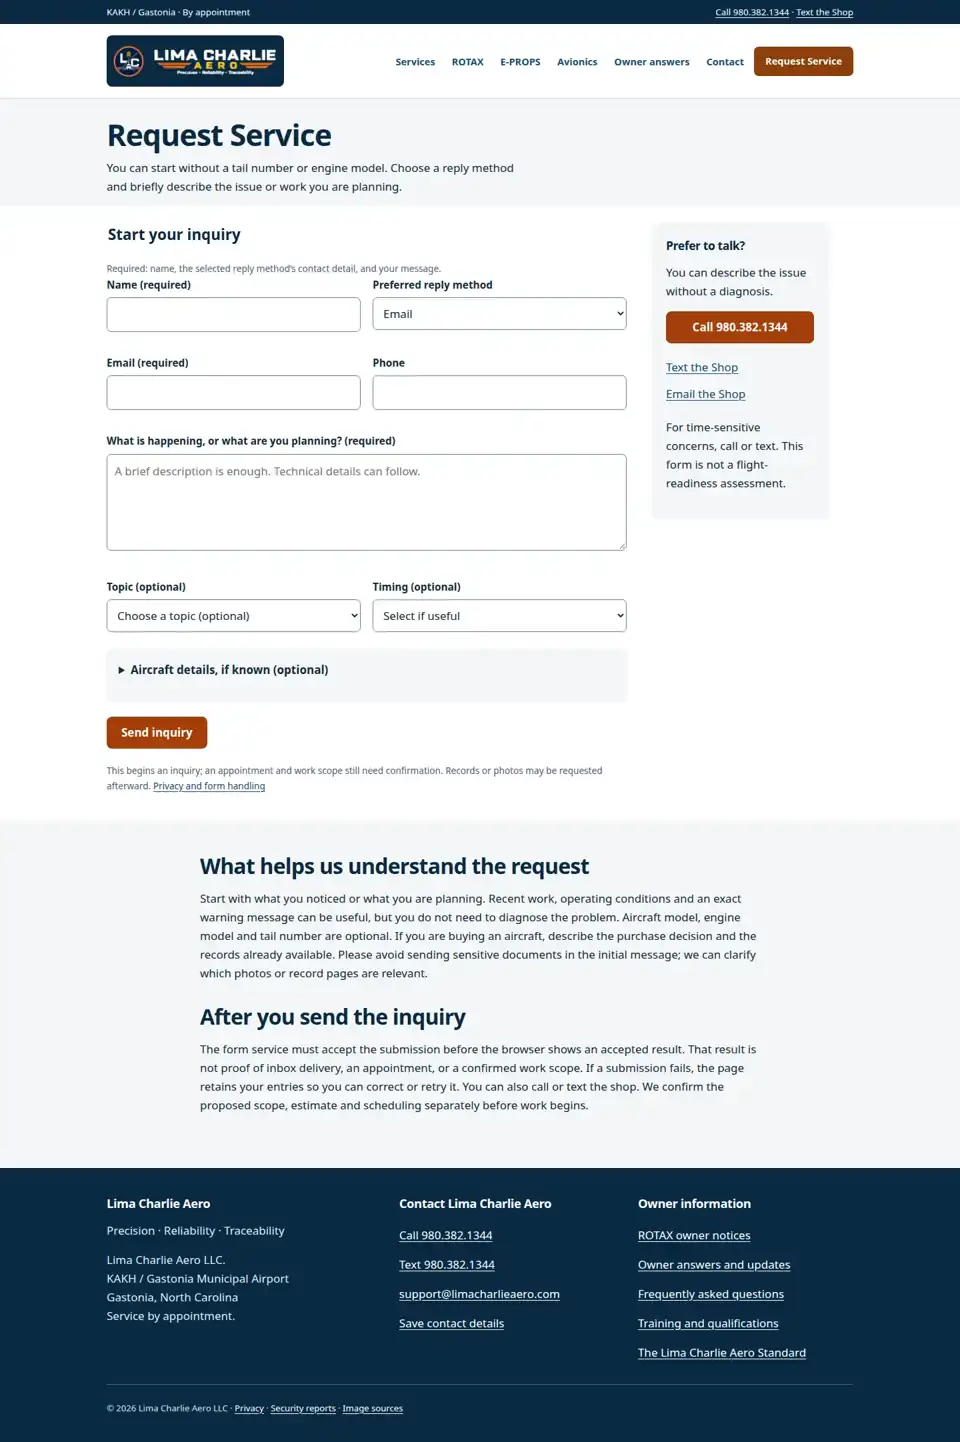 KAKH / Gastonia · By appointment
Call 980.382.1344 · Text the Shop
LIMA CHARLIE
AERO
Precision · Reliability · Traceability
Services
ROTAX
E-PROPS
Avionics
Owner answers
Contact
Request Service
Request Service
You can start without a tail number or engine model. Choose a reply method
and briefly describe the issue or work you are planning.
Start your inquiry
Required: name, the selected reply method's contact detail, and your message.
Name (required)
Preferred reply method
Email
Email (required)
Phone
What is happening, or what are you planning? (required)
A brief description is enough. Technical details can follow.
Topic (optional)
Timing (optional)
Choose a topic (optional)
Select if useful
Aircraft details, if known (optional)
Send inquiry
This begins an inquiry; an appointment and work scope still need confirmation. Records or photos may be requested
afterward. Privacy and form handling
Prefer to talk?
You can describe the issue
without a diagnosis.
Call 980.382.1344
Text the Shop
Email the Shop
For time-sensitive
concerns, call or text. This
form is not a flight-
readiness assessment.
What helps us understand the request
Start with what you noticed or what you are planning. Recent work, operating conditions and an exact
warning message can be useful, but you do not need to diagnose the problem. Aircraft model, engine
model and tail number are optional. If you are buying an aircraft, describe the purchase decision and the
records already available. Please avoid sending sensitive documents in the initial message; we can clarify
which photos or record pages are relevant.
After you send the inquiry
The form service must accept the submission before the browser shows an accepted result. That result is
not proof of inbox delivery, an appointment, or a confirmed work scope. If a submission fails, the page
retains your entries so you can correct or retry it. You can also call or text the shop. We confirm the
proposed scope, estimate and scheduling separately before work begins.
Lima Charlie Aero
Precision · Reliability · Traceability
Lima Charlie Aero LLC.
KAKH / Gastonia Municipal Airport
Gastonia, North Carolina
Service by appointment.
Contact Lima Charlie Aero
Call 980.382.1344
Text 980.382.1344
support@limacharlieaero.com
Save contact details
Owner information
ROTAX owner notices
Owner answers and updates
Frequently asked questions
Training and qualifications
The Lima Charlie Aero Standard
© 2026 Lima Charlie Aero LLC · Privacy · Security reports · Image sources